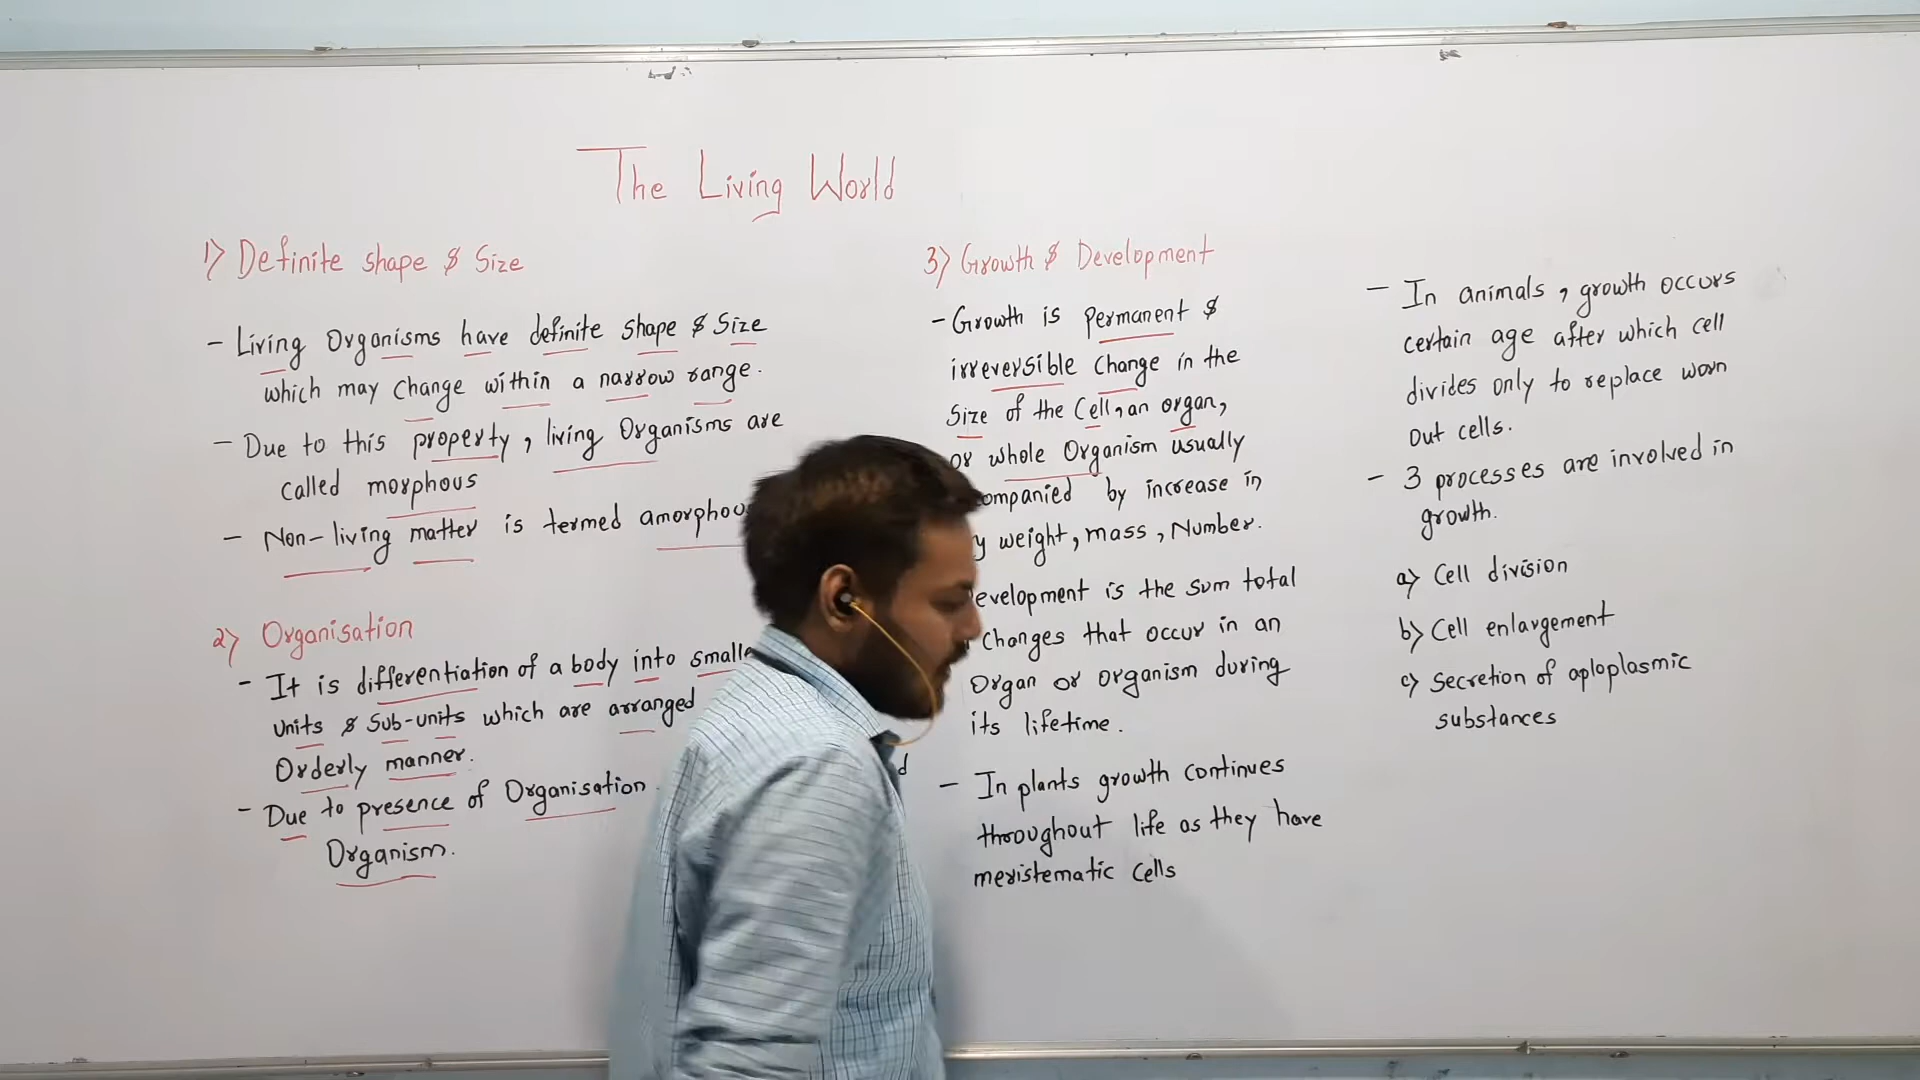 The Living World
1) Definite shape & Size
- Living Organisms have definite shape & Size
which may change within a narrow range.
- Due to this property, living Organisms are
called morphous
- Non-living matter is termed amorphou
2) Organisation
- It is differentiation of a body into smalle
units & Sub-units which are arranged
Orderly manner.
- Due to presence of Organisation
Organism.
3) Growth & Development
- Growth is permanent &
irreversible change in the
Size of the Cell, an organ,
or whole Organism usually
ompanied by increase in
y weight, mass, Number.
evelopment is the sum total
Changes that occur in an
Organ or organism during
its lifetime.
- In plants growth continues
throughout life as they have
meristematic cells
- In animals, growth occurs
certain age after which cell
divides only to replace worn
out cells.
- 3 processes are involved in
growth.
a) Cell division
b) Cell enlargement
c) Secretion of aploplasmic
substances